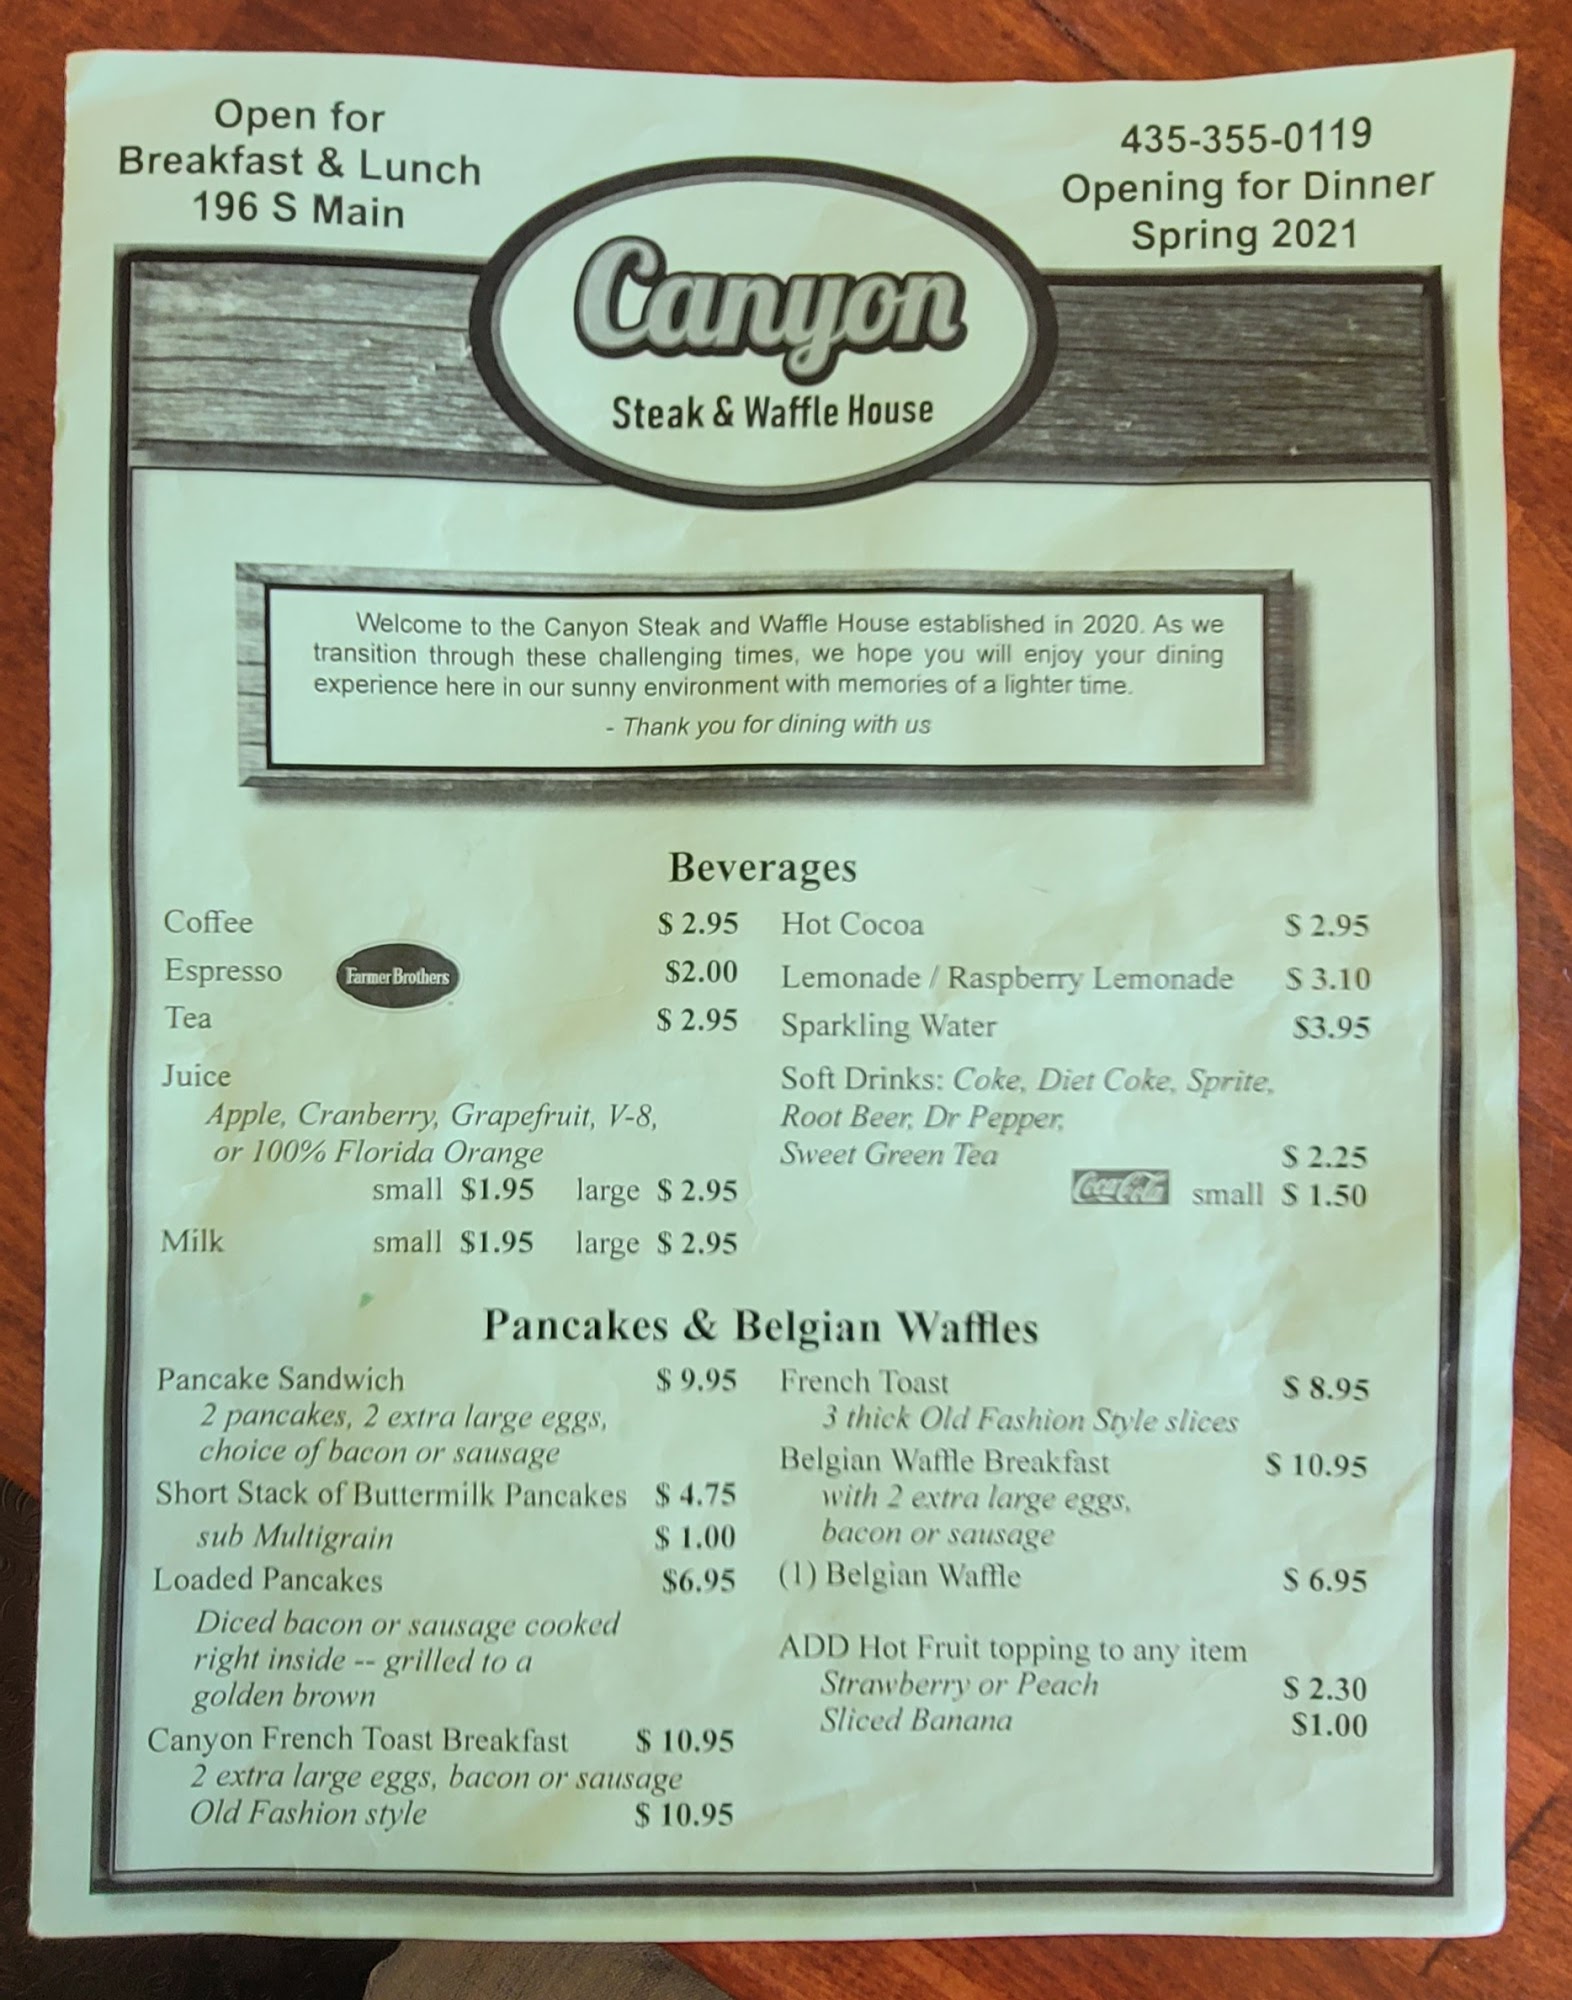 Open for
Breakfast & Lunch
196 S Main
435-355-0119
Opening for Dinner
Spring 2021
Canyon
Steak & Waffle House
Welcome to the Canyon Steak and Waffle House established in 2020. As we
transition through these challenging times, we hope you will enjoy your dining
experience here in our sunny environment with memories of a lighter time.
- Thank you for dining with us
Beverages
Coffee $ 2.95
Espresso Farmer Brothers $2.00
Tea $ 2.95
Juice
Apple, Cranberry, Grapefruit, V-8,
or 100% Florida Orange
small $1.95 large $ 2.95
Milk small $1.95 large $ 2.95
Hot Cocoa $ 2.95
Lemonade / Raspberry Lemonade $ 3.10
Sparkling Water $3.95
Soft Drinks: Coke, Diet Coke, Sprite,
Root Beer, Dr Pepper,
Sweet Green Tea $ 2.25
Coca-Cola small $ 1.50
Pancakes & Belgian Waffles
Pancake Sandwich $ 9.95
2 pancakes, 2 extra large eggs,
choice of bacon or sausage
Short Stack of Buttermilk Pancakes $ 4.75
sub Multigrain $ 1.00
Loaded Pancakes $6.95
Diced bacon or sausage cooked
right inside -- grilled to a
golden brown
Canyon French Toast Breakfast $ 10.95
2 extra large eggs, bacon or sausage
Old Fashion style $ 10.95
French Toast $ 8.95
3 thick Old Fashion Style slices
Belgian Waffle Breakfast $ 10.95
with 2 extra large eggs,
bacon or sausage
(1) Belgian Waffle $ 6.95
ADD Hot Fruit topping to any item
Strawberry or Peach $ 2.30
Sliced Banana $1.00